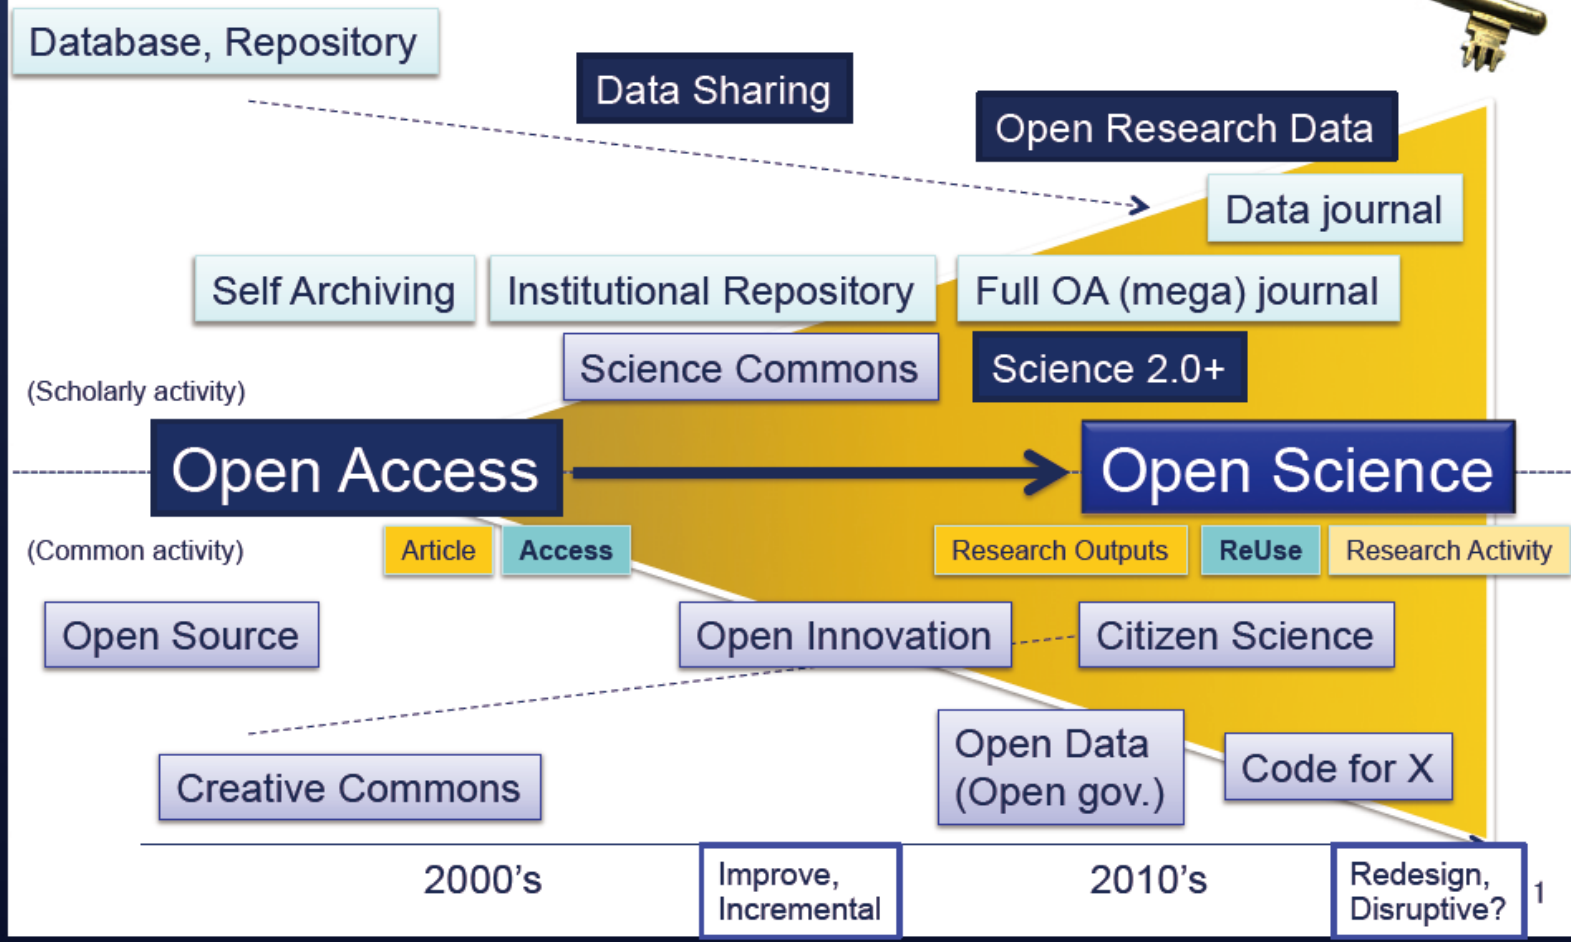 Database, Repository
Data Sharing
Open Research Data
Data journal
Self Archiving
Institutional Repository
Full OA (mega) journal
Science Commons
Science 2.0+
(Scholarly activity)
Open Access
Open Science
(Common activity)
Article
Access
Research Outputs
ReUse
Research Activity
Open Source
Open Innovation
Citizen Science
Creative Commons
Open Data
(Open gov.)
Code for X
2000’s
Improve,
Incremental
2010’s
Redesign,
Disruptive?
1